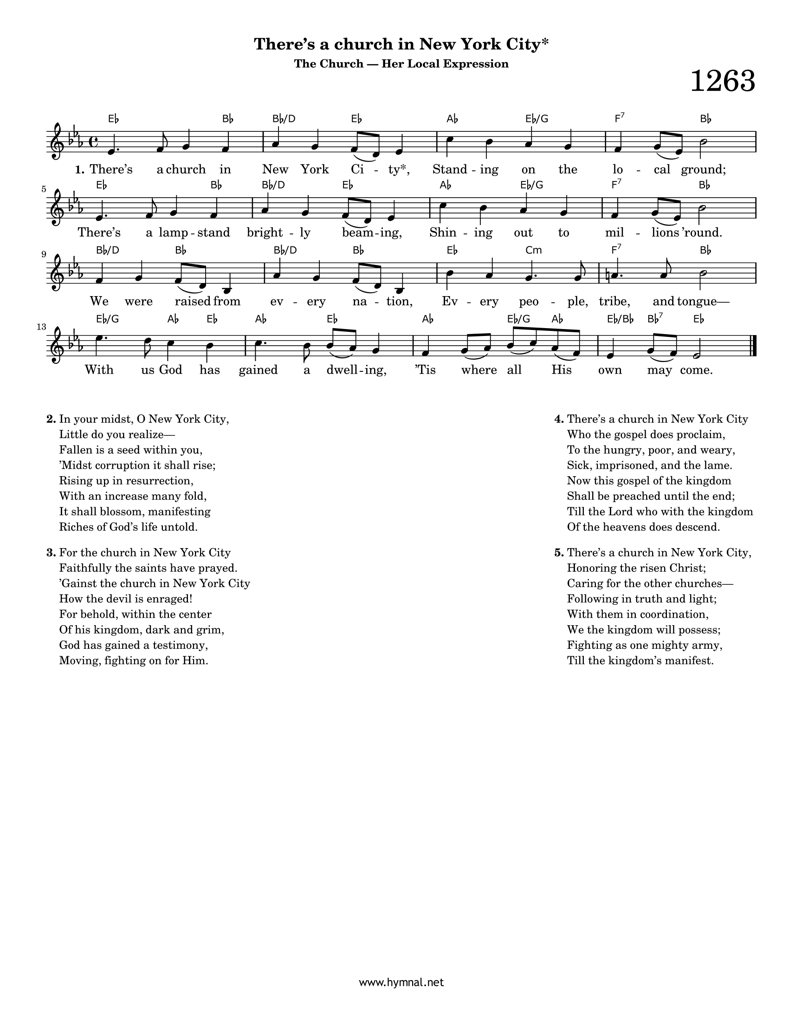 There's a church in New York City*
The Church — Her Local Expression
1263
E♭ B♭ B♭/D E♭ A♭ E♭/G F7 B♭
1. There's a church in New York Ci - ty*, Stand - ing on the lo - cal ground;
5
E♭ B♭ B♭/D E♭ A♭ E♭/G F7 B♭
There's a lamp - stand bright - ly beam - ing, Shin - ing out to mil - lions 'round.
9
B♭/D B♭ B♭/D B♭ E♭ Cm F7 B♭
We were raised from ev - ery na - tion, Ev - ery peo - ple, tribe, and tongue—
13
E♭/G A♭ E♭ A♭ E♭ A♭ E♭/G A♭ E♭/B♭ B♭7 E♭
With us God has gained a dwell - ing, 'Tis where all His own may come.
2. In your midst, O New York City,
Little do you realize—
Fallen is a seed within you,
'Midst corruption it shall rise;
Rising up in resurrection,
With an increase many fold,
It shall blossom, manifesting
Riches of God's life untold.
3. For the church in New York City
Faithfully the saints have prayed.
'Gainst the church in New York City
How the devil is enraged!
For behold, within the center
Of his kingdom, dark and grim,
God has gained a testimony,
Moving, fighting on for Him.
4. There's a church in New York City
Who the gospel does proclaim,
To the hungry, poor, and weary,
Sick, imprisoned, and the lame.
Now this gospel of the kingdom
Shall be preached until the end;
Till the Lord who with the kingdom
Of the heavens does descend.
5. There's a church in New York City,
Honoring the risen Christ;
Caring for the other churches—
Following in truth and light;
With them in coordination,
We the kingdom will possess;
Fighting as one mighty army,
Till the kingdom's manifest.
www.hymnal.net